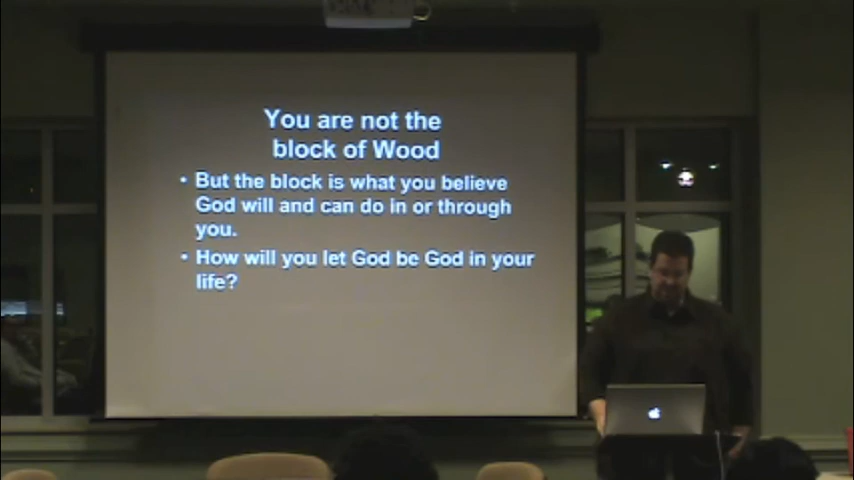 You are not the
block of Wood
• But the block is what you believe
God will and can do in or through
you.
• How will you let God be God in your
life?